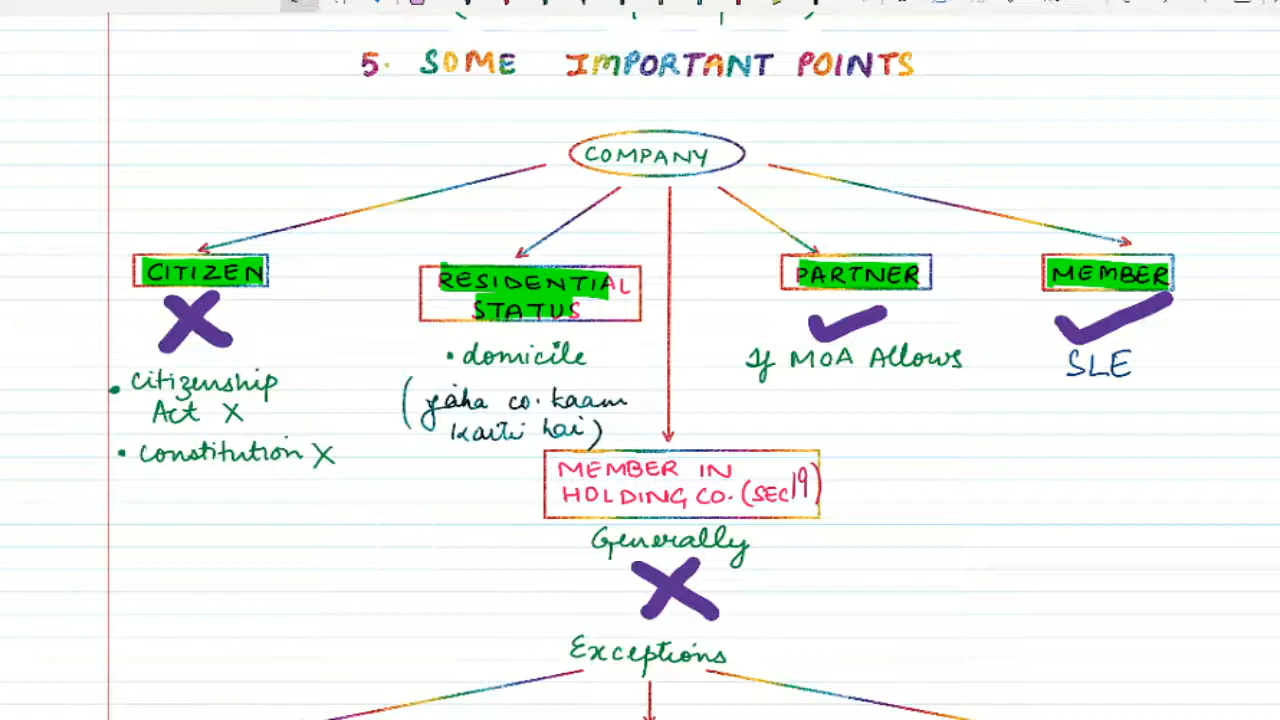 5. SOME IMPORTANT POINTS
COMPANY
CITIZEN
• Citizenship
Act X
• Constitution X
RESIDENTIAL
STATUS
• domicile
(jaha co. kaam
karti hai)
PARTNER
If MOA Allows
MEMBER
SLE
MEMBER IN
HOLDING CO. (SEC 19)
Generally
Exceptions